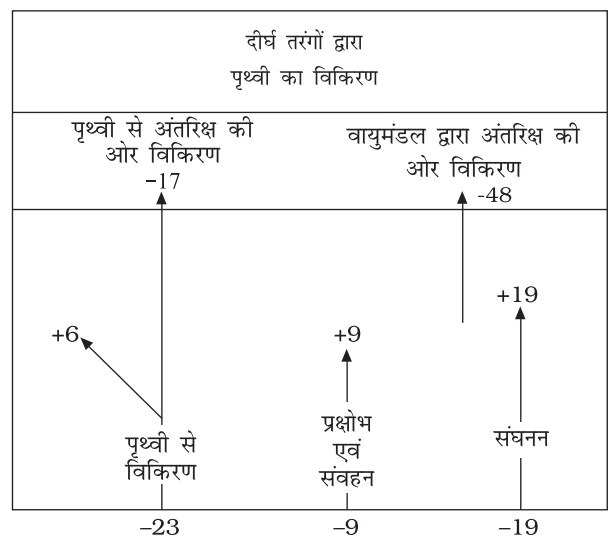 दीर्घ तरंगों द्वारा
पृथ्वी का विकिरण
पृथ्वी से अंतरिक्ष की
ओर विकिरण
–17
वायुमंडल द्वारा अंतरिक्ष की
ओर विकिरण
-48
+6
+9
+19
पृथ्वी से
विकिरण
प्रक्षोभ
एवं
संवहन
संघनन
–23
–9
–19